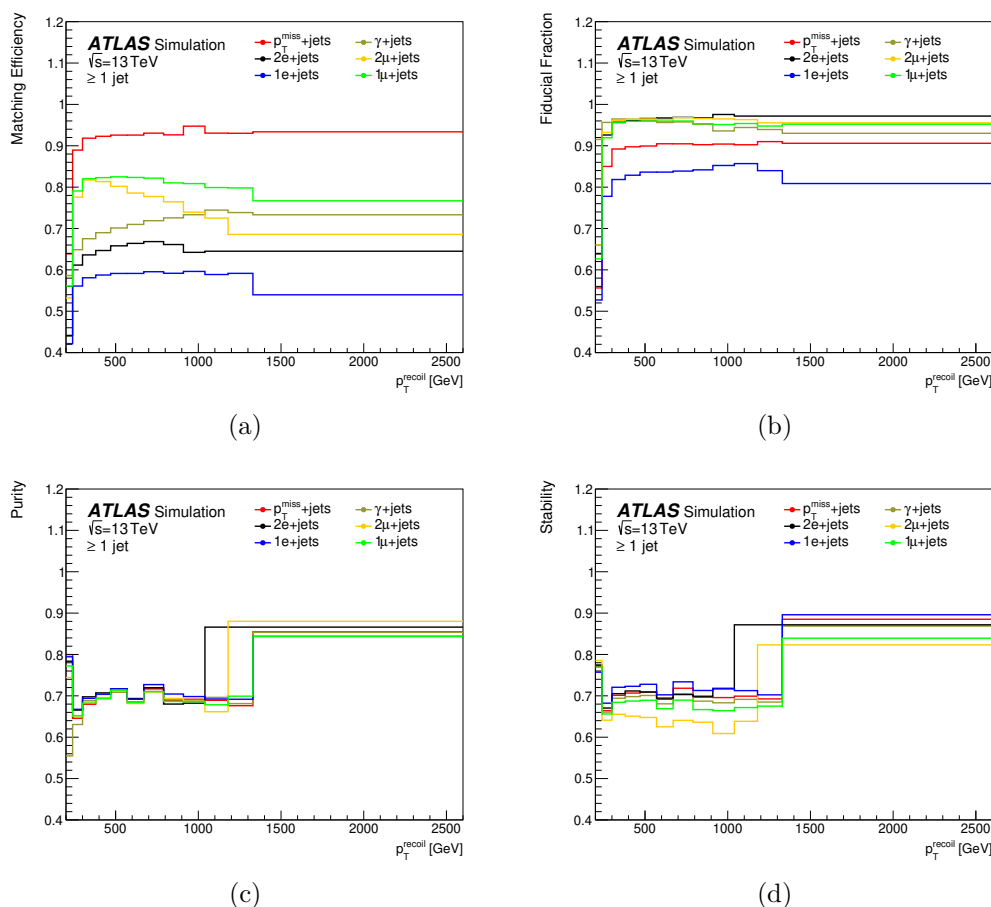 Matching Efficiency
1.2
1.1
1
0.9
0.8
0.7
0.6
0.5
0.4
ATLAS Simulation
√s=13 TeV
≥ 1 jet
p_T^miss+jets
2e+jets
1e+jets
γ+jets
2μ+jets
1μ+jets
500 1000 1500 2000 2500
p_T^recoil [GeV]
(a)
Fiducial Fraction
1.2
1.1
1
0.9
0.8
0.7
0.6
0.5
0.4
ATLAS Simulation
√s=13 TeV
≥ 1 jet
p_T^miss+jets
2e+jets
1e+jets
γ+jets
2μ+jets
1μ+jets
500 1000 1500 2000 2500
p_T^recoil [GeV]
(b)
Purity
1.2
1.1
1
0.9
0.8
0.7
0.6
0.5
0.4
ATLAS Simulation
√s=13 TeV
≥ 1 jet
p_T^miss+jets
2e+jets
1e+jets
γ+jets
2μ+jets
1μ+jets
500 1000 1500 2000 2500
p_T^recoil [GeV]
(c)
Stability
1.2
1.1
1
0.9
0.8
0.7
0.6
0.5
0.4
ATLAS Simulation
√s=13 TeV
≥ 1 jet
p_T^miss+jets
2e+jets
1e+jets
γ+jets
2μ+jets
1μ+jets
500 1000 1500 2000 2500
p_T^recoil [GeV]
(d)